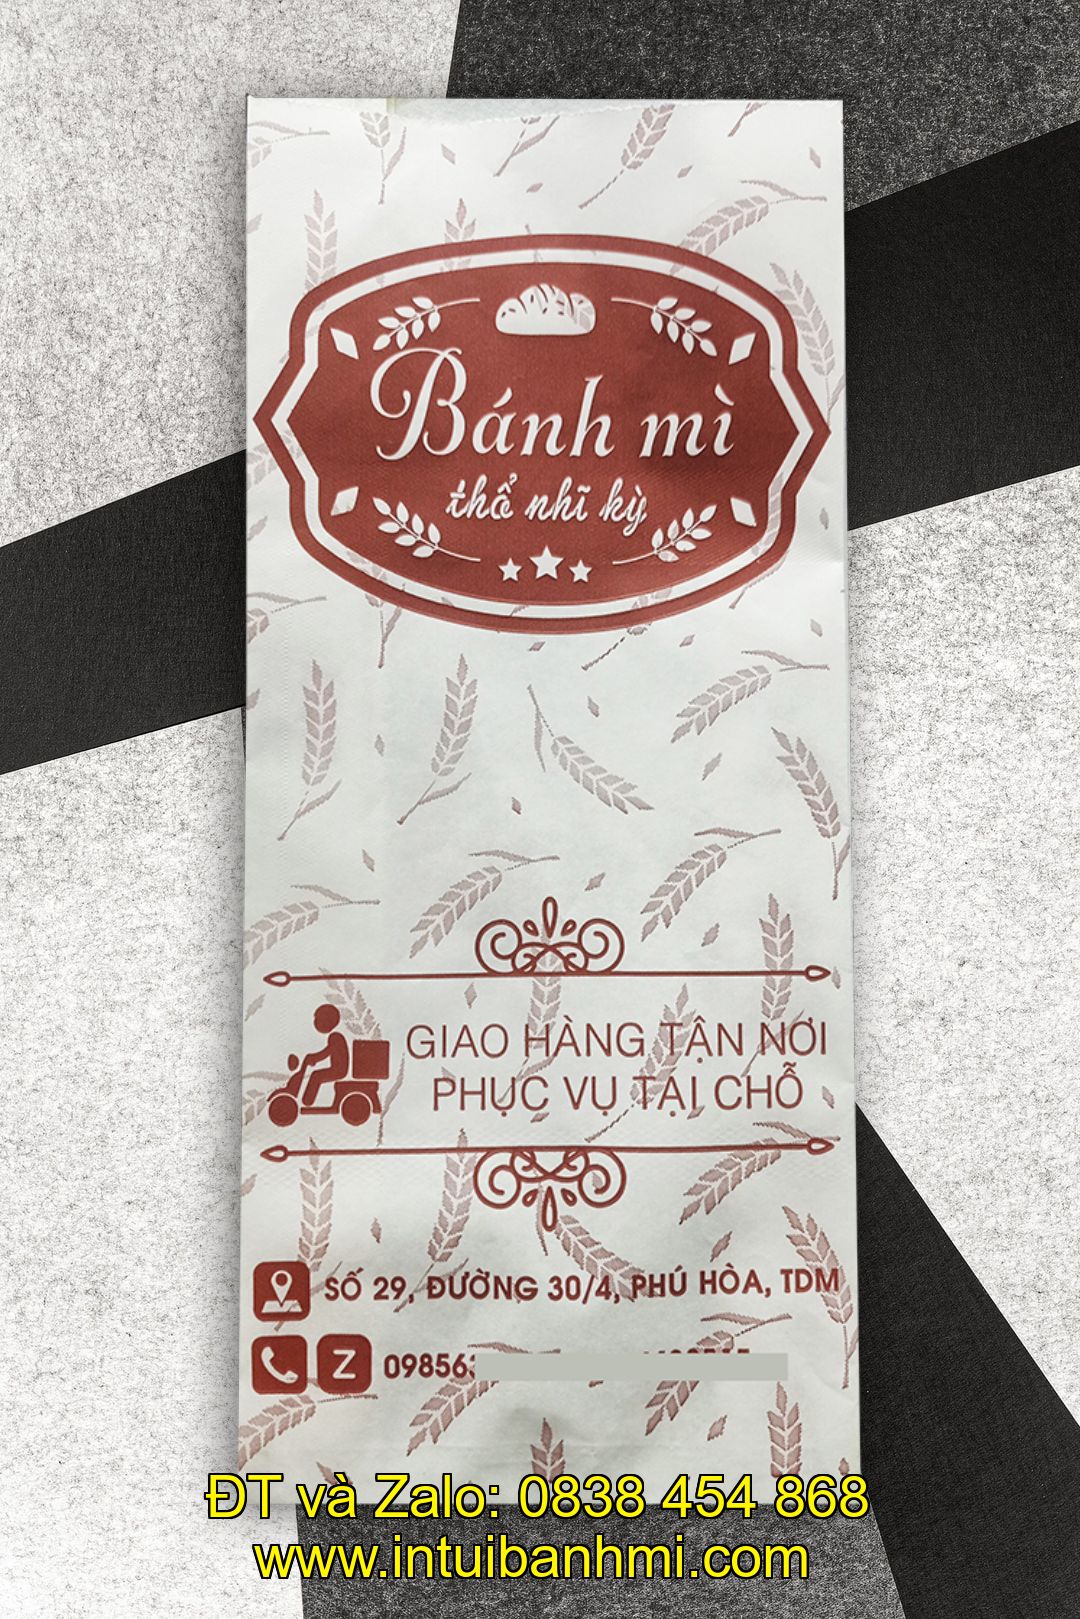 Bánh mì
thổ nhĩ kỳ
GIAO HÀNG TẬN NƠI
PHỤC VỤ TẠI CHỖ
SỐ 29, ĐƯỜNG 30/4, PHÚ HÒA, TDM
Z 09856
ĐT và Zalo: 0838 454 868
www.intuibanhmi.com